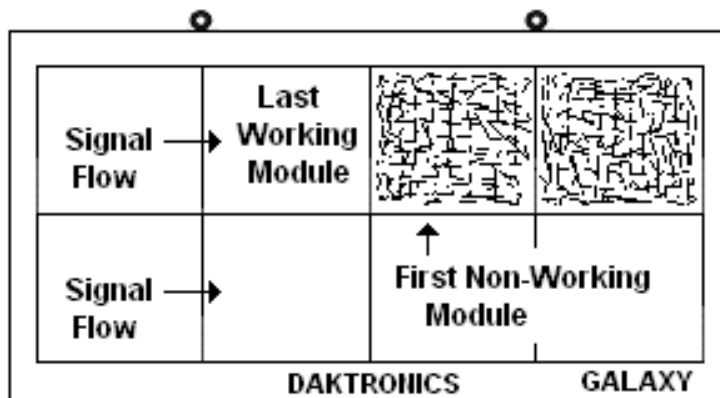 Signal
Flow
Last
Working
Module
Signal
Flow
First Non-Working
Module
DAKTRONICS
GALAXY